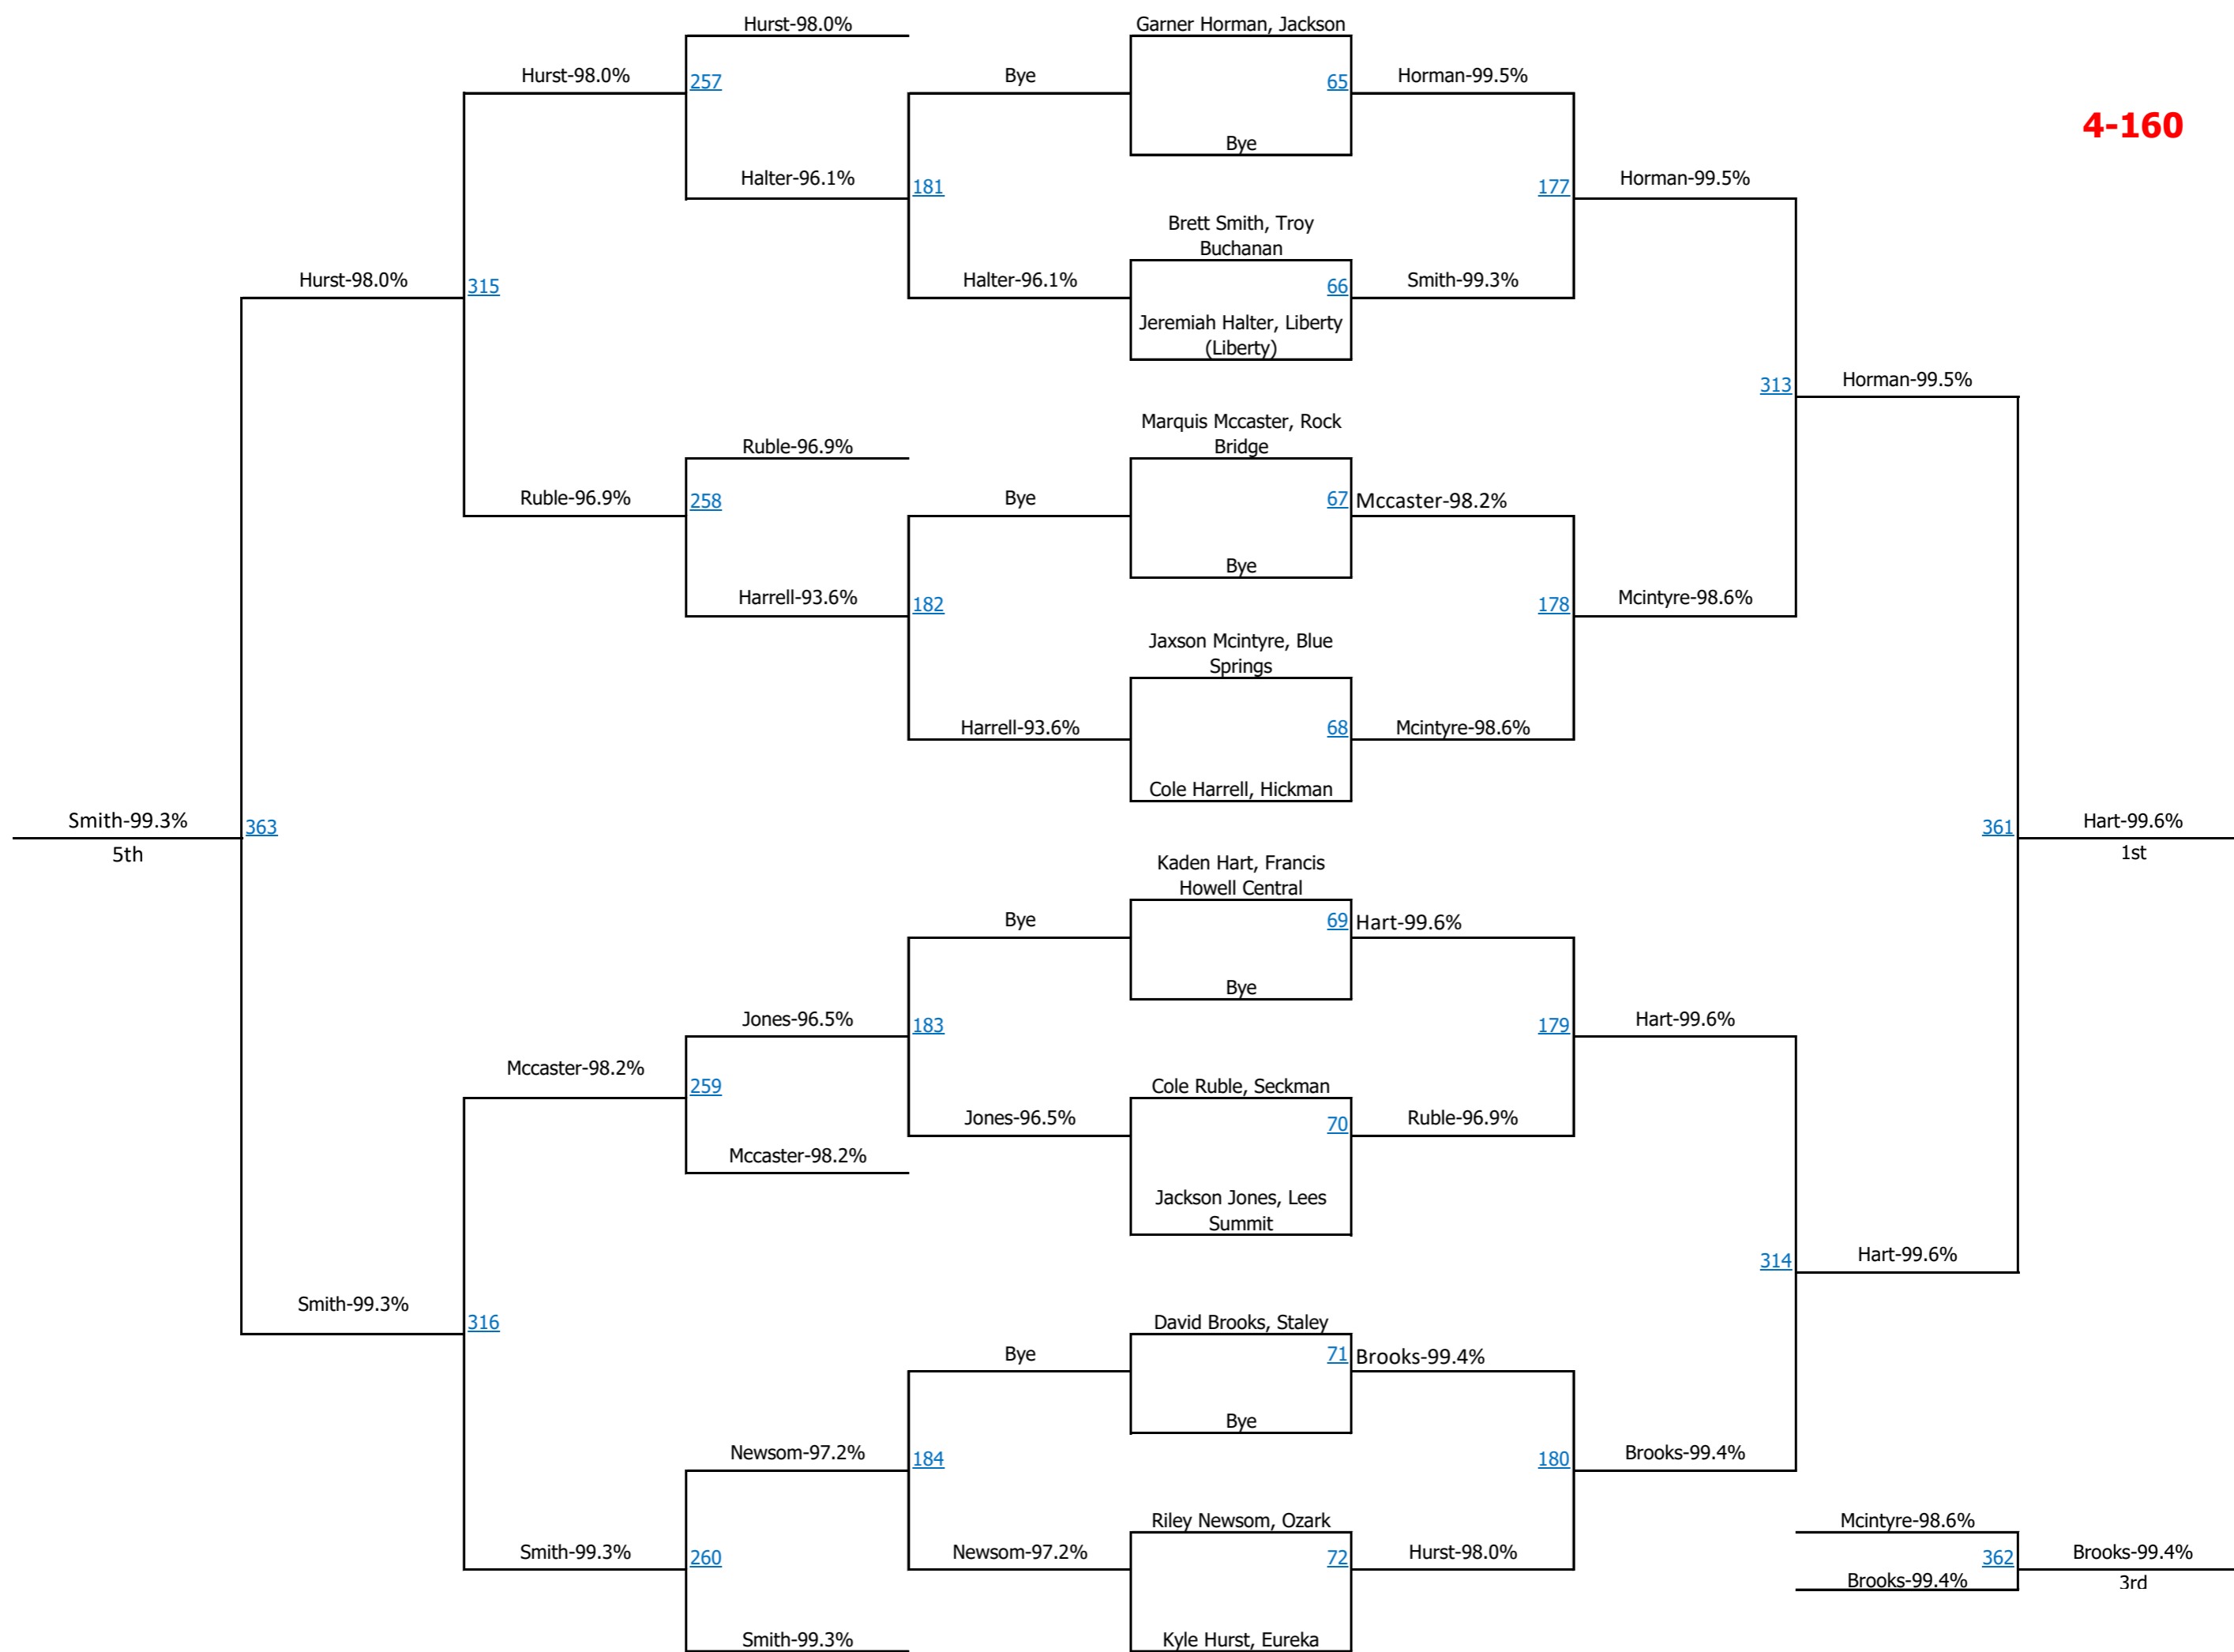 Hurst-98.0%
Garner Horman, Jackson
Hurst-98.0%
257
Bye
65
Horman-99.5%
4-160
Bye
Halter-96.1%
181
177
Horman-99.5%
Brett Smith, Troy
Buchanan
Hurst-98.0%
315
Halter-96.1%
66
Smith-99.3%
Jeremiah Halter, Liberty
(Liberty)
313
Horman-99.5%
Marquis Mccaster, Rock
Bridge
Ruble-96.9%
Ruble-96.9%
258
Bye
67
Mccaster-98.2%
Bye
Harrell-93.6%
182
178
Mcintyre-98.6%
Jaxson Mcintyre, Blue
Springs
Harrell-93.6%
68
Mcintyre-98.6%
Cole Harrell, Hickman
Smith-99.3%
363
5th
361
Hart-99.6%
1st
Kaden Hart, Francis
Howell Central
Bye
69
Hart-99.6%
Bye
Jones-96.5%
183
179
Hart-99.6%
Mccaster-98.2%
259
Cole Ruble, Seckman
Jones-96.5%
70
Ruble-96.9%
Mccaster-98.2%
Jackson Jones, Lees
Summit
314
Hart-99.6%
Smith-99.3%
316
David Brooks, Staley
Bye
71
Brooks-99.4%
Bye
Newsom-97.2%
184
180
Brooks-99.4%
Riley Newsom, Ozark
Mcintyre-98.6%
Smith-99.3%
260
Newsom-97.2%
72
Hurst-98.0%
362
Brooks-99.4%
Brooks-99.4%
3rd
Smith-99.3%
Kyle Hurst, Eureka